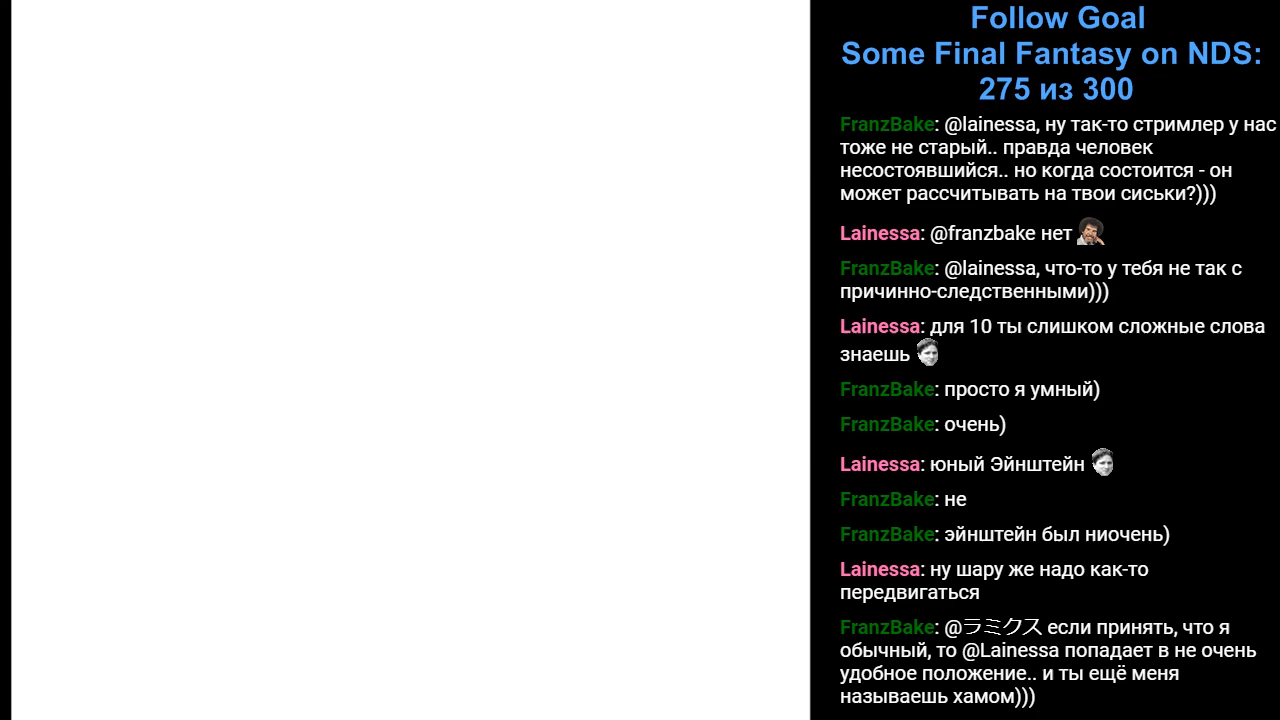 Follow Goal
Some Final Fantasy on NDS:
275 из 300
FranzBake: @lainessa, ну так-то стримлер у нас
тоже не старый.. правда человек
несостоявшийся.. но когда состоится - он
может рассчитывать на твои сиськи?)))
Lainessa: @franzbake нет
FranzBake: @lainessa, что-то у тебя не так с
причинно-следственными)))
Lainessa: для 10 ты слишком сложные слова
знаешь
FranzBake: просто я умный)
FranzBake: очень)
Lainessa: юный Эйнштейн
FranzBake: не
FranzBake: эйнштейн был ниочень)
Lainessa: ну шару же надо как-то
передвигаться
FranzBake: @ラミクス если принять, что я
обычный, то @Lainessa попадает в не очень
удобное положение.. и ты ещё меня
называешь хамом)))